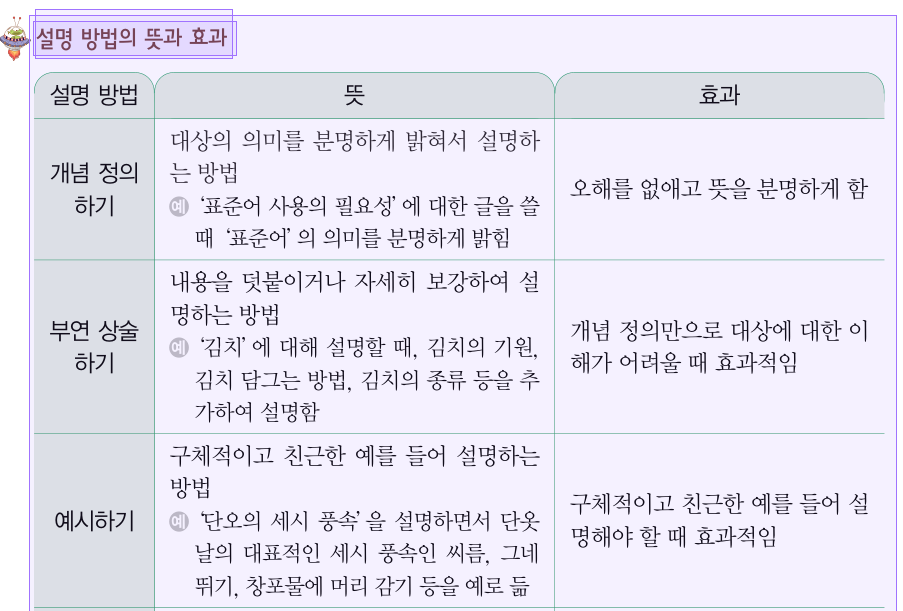 설명 방법의 뜻과 효과
설명 방법
뜻
효과
개념 정의
하기
대상의 의미를 분명하게 밝혀서 설명하
는 방법
예 ‘표준어 사용의 필요성’에 대한 글을 쓸
때 ‘표준어’의 의미를 분명하게 밝힘
오해를 없애고 뜻을 분명하게 함
부연 상술
하기
내용을 덧붙이거나 자세히 보강하여 설
명하는 방법
예 ‘김치’에 대해 설명할 때, 김치의 기원,
김치 담그는 방법, 김치의 종류 등을 추
가하여 설명함
개념 정의만으로 대상에 대한 이
해가 어려울 때 효과적임
예시하기
구체적이고 친근한 예를 들어 설명하는
방법
예 ‘단오의 세시 풍속’을 설명하면서 단옷
날의 대표적인 세시 풍속인 씨름, 그네
뛰기, 창포물에 머리 감기 등을 예로 듦
구체적이고 친근한 예를 들어 설
명해야 할 때 효과적임